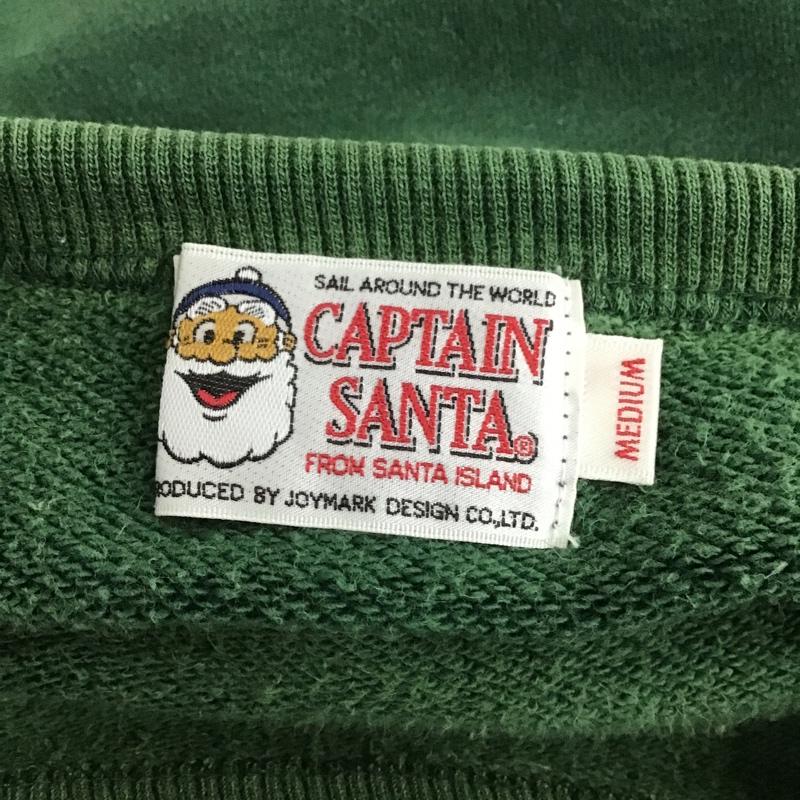 SAIL AROUND THE WORLD
CAPTAIN
SANTA®
FROM SANTA ISLAND
RODUCED BY JOYMARK DESIGN CO.,LTD.
MEDIUM